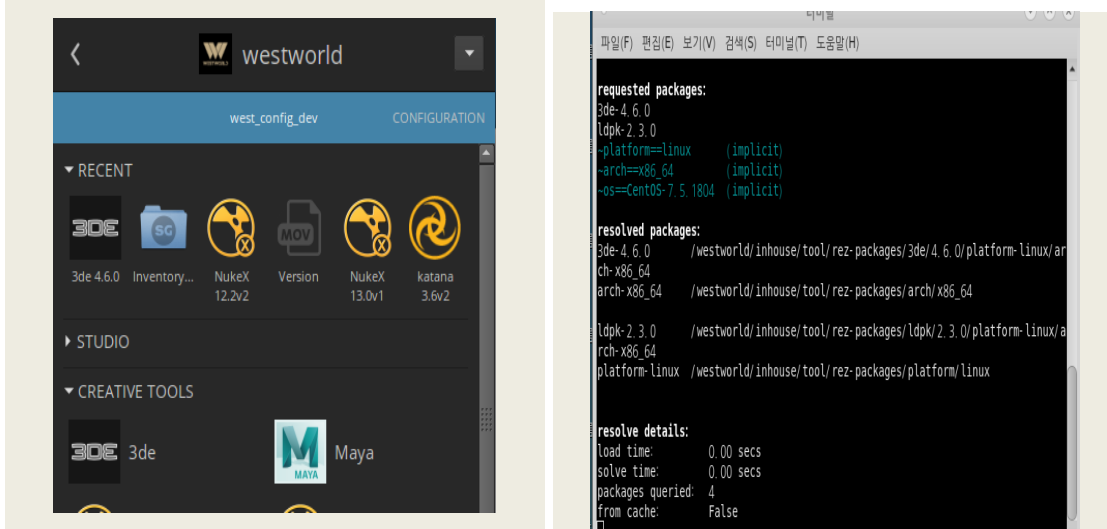 westworld
west_config_dev CONFIGURATION
RECENT
3DE
SG
MOV
3de 4.6.0 Inventory... NukeX Version NukeX katana
12.2v2 13.0v1 3.6v2
STUDIO
CREATIVE TOOLS
3DE 3de MAYA Maya
터미널
파일(F) 편집(E) 보기(V) 검색(S) 터미널(T) 도움말(H)
requested packages:
3de-4.6.0
ldpk-2.3.0
~platform==linux (implicit)
~arch==x86_64 (implicit)
~os==CentOS-7.5.1804 (implicit)
resolved packages:
3de-4.6.0 /westworld/inhouse/tool/rez-packages/3de/4.6.0/platform-linux/ar
ch-x86_64
arch-x86_64 /westworld/inhouse/tool/rez-packages/arch/x86_64
ldpk-2.3.0 /westworld/inhouse/tool/rez-packages/ldpk/2.3.0/platform-linux/a
rch-x86_64
platform-linux /westworld/inhouse/tool/rez-packages/platform/linux
resolve details:
load time: 0.00 secs
solve time: 0.00 secs
packages queried: 4
from cache: False